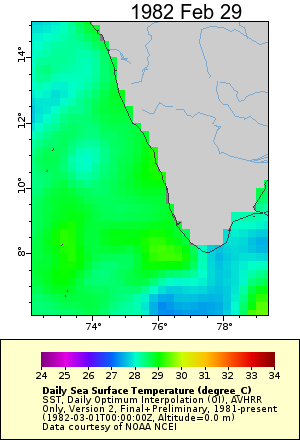 1982 Feb 29
14°
12°
10°
8°
74° 76° 78°
24 25 26 27 28 29 30 31 32 33 34
Daily Sea Surface Temperature (degree_C)
SST, Daily Optimum Interpolation (OI), AVHRR
Only, Version 2, Final+Preliminary, 1981-present
(1982-03-01T00:00:00Z, Altitude=0.0 m)
Data courtesy of NOAA NCEI